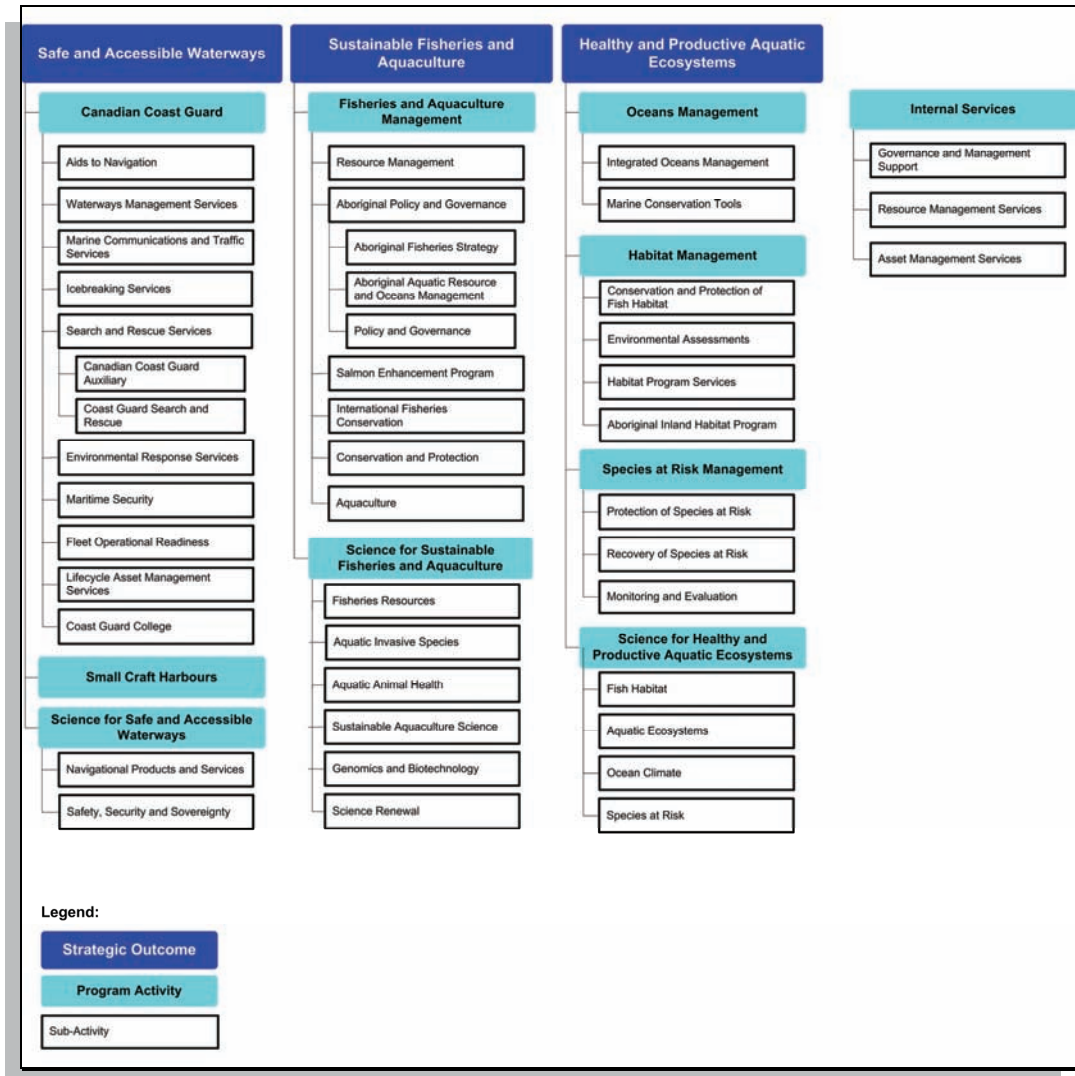 Safe and Accessible Waterways
Canadian Coast Guard
Aids to Navigation
Waterways Management Services
Marine Communications and Traffic
Services
Icebreaking Services
Search and Rescue Services
Canadian Coast Guard
Auxiliary
Coast Guard Search and
Rescue
Environmental Response Services
Maritime Security
Fleet Operational Readiness
Lifecycle Asset Management
Services
Coast Guard College
Small Craft Harbours
Science for Safe and Accessible
Waterways
Navigational Products and Services
Safety, Security and Sovereignty
Sustainable Fisheries and
Aquaculture
Fisheries and Aquaculture
Management
Resource Management
Aboriginal Policy and Governance
Aboriginal Fisheries Strategy
Aboriginal Aquatic Resource
and Oceans Management
Policy and Governance
Salmon Enhancement Program
International Fisheries
Conservation
Conservation and Protection
Aquaculture
Science for Sustainable
Fisheries and Aquaculture
Fisheries Resources
Aquatic Invasive Species
Aquatic Animal Health
Sustainable Aquaculture Science
Genomics and Biotechnology
Science Renewal
Healthy and Productive Aquatic
Ecosystems
Oceans Management
Integrated Oceans Management
Marine Conservation Tools
Habitat Management
Conservation and Protection of
Fish Habitat
Environmental Assessments
Habitat Program Services
Aboriginal Inland Habitat Program
Species at Risk Management
Protection of Species at Risk
Recovery of Species at Risk
Monitoring and Evaluation
Science for Healthy and
Productive Aquatic Ecosystems
Fish Habitat
Aquatic Ecosystems
Ocean Climate
Species at Risk
Internal Services
Governance and Management
Support
Resource Management Services
Asset Management Services
Legend:
Strategic Outcome
Program Activity
Sub-Activity